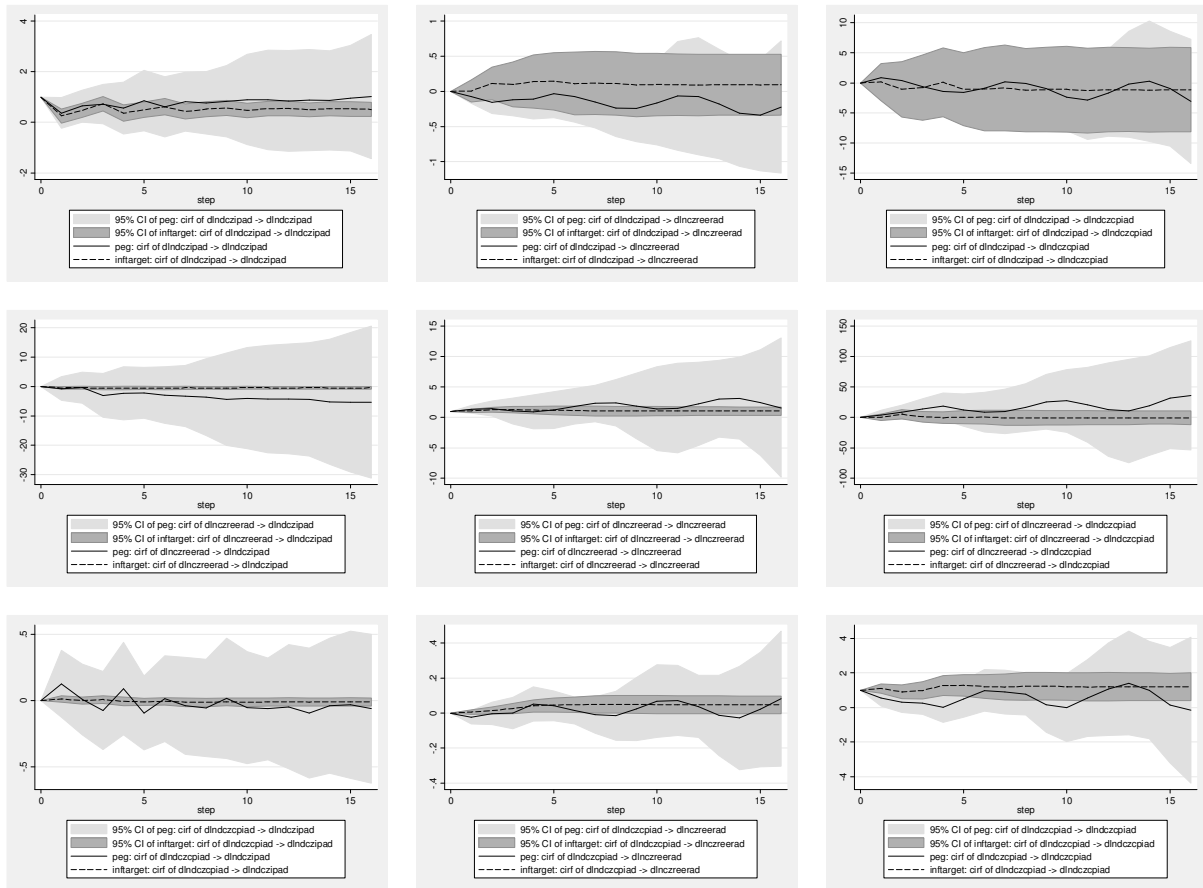 4
2
0
-2
0 5 10 15
step
95% CI of peg: cirf of dlndczipad -> dlndczipad
95% CI of inftarget: cirf of dlndczipad -> dlndczipad
peg: cirf of dlndczipad -> dlndczipad
inftarget: cirf of dlndczipad -> dlndczipad
1
.5
0
-.5
-1
0 5 10 15
step
95% CI of peg: cirf of dlndczipad -> dlnczreerad
95% CI of inftarget: cirf of dlndczipad -> dlnczreerad
peg: cirf of dlndczipad -> dlnczreerad
inftarget: cirf of dlndczipad -> dlnczreerad
10
5
0
-5
-10
-15
0 5 10 15
step
95% CI of peg: cirf of dlndczipad -> dlndczcpiad
95% CI of inftarget: cirf of dlndczipad -> dlndczcpiad
peg: cirf of dlndczipad -> dlndczcpiad
inftarget: cirf of dlndczipad -> dlndczcpiad
20
10
0
-10
-20
-30
0 5 10 15
step
95% CI of peg: cirf of dlnczreerad -> dlndczipad
95% CI of inftarget: cirf of dlnczreerad -> dlndczipad
peg: cirf of dlnczreerad -> dlndczipad
inftarget: cirf of dlnczreerad -> dlndczipad
15
10
5
0
-5
-10
0 5 10 15
step
95% CI of peg: cirf of dlnczreerad -> dlnczreerad
95% CI of inftarget: cirf of dlnczreerad -> dlnczreerad
peg: cirf of dlnczreerad -> dlnczreerad
inftarget: cirf of dlnczreerad -> dlnczreerad
150
100
50
0
-50
-100
0 5 10 15
step
95% CI of peg: cirf of dlnczreerad -> dlndczcpiad
95% CI of inftarget: cirf of dlnczreerad -> dlndczcpiad
peg: cirf of dlnczreerad -> dlndczcpiad
inftarget: cirf of dlnczreerad -> dlndczcpiad
.5
0
-.5
0 5 10 15
step
95% CI of peg: cirf of dlndczcpiad -> dlndczipad
95% CI of inftarget: cirf of dlndczcpiad -> dlndczipad
peg: cirf of dlndczcpiad -> dlndczipad
inftarget: cirf of dlndczcpiad -> dlndczipad
.4
.2
0
-.2
-.4
0 5 10 15
step
95% CI of peg: cirf of dlndczcpiad -> dlnczreerad
95% CI of inftarget: cirf of dlndczcpiad -> dlnczreerad
peg: cirf of dlndczcpiad -> dlnczreerad
inftarget: cirf of dlndczcpiad -> dlnczreerad
4
2
0
-2
-4
0 5 10 15
step
95% CI of peg: cirf of dlndczcpiad -> dlndczcpiad
95% CI of inftarget: cirf of dlndczcpiad -> dlndczcpiad
peg: cirf of dlndczcpiad -> dlndczcpiad
inftarget: cirf of dlndczcpiad -> dlndczcpiad